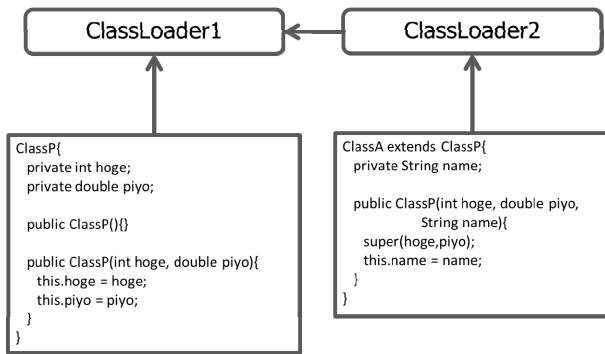 ClassLoader1
ClassLoader2
ClassP{
private int hoge;
private double piyo;
public ClassP(){}
public ClassP(int hoge, double piyo){
this.hoge = hoge;
this.piyo = piyo;
}
}
ClassA extends ClassP{
private String name;
public ClassP(int hoge, double piyo,
String name){
super(hoge,piyo);
this.name = name;
}
}